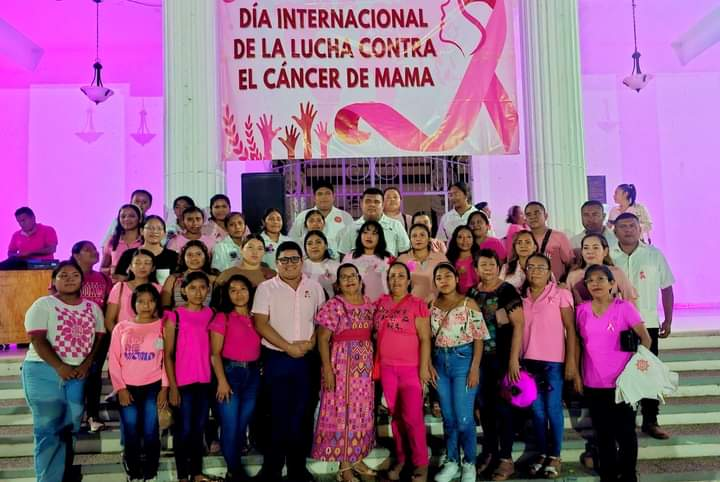 DÍA INTERNACIONAL
DE LA LUCHA CONTRA
EL CÁNCER DE MAMA